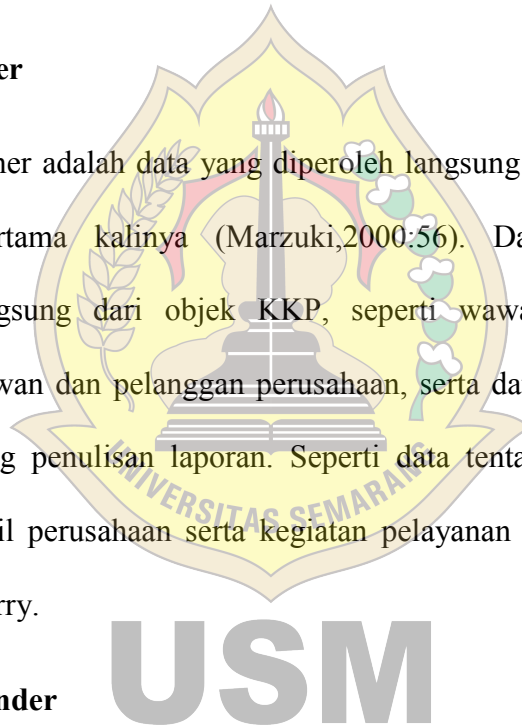 er
ner adalah data yang diperoleh langsung
rtama kalinya (Marzuki,2000:56). Da
gsung dari objek KKP, seperti wawa
wan dan pelanggan perusahaan, serta da
g penulisan laporan. Seperti data tenta
UNIVERSITAS SEMARANG
il perusahaan serta kegiatan pelayanan
rry.
USM
nder